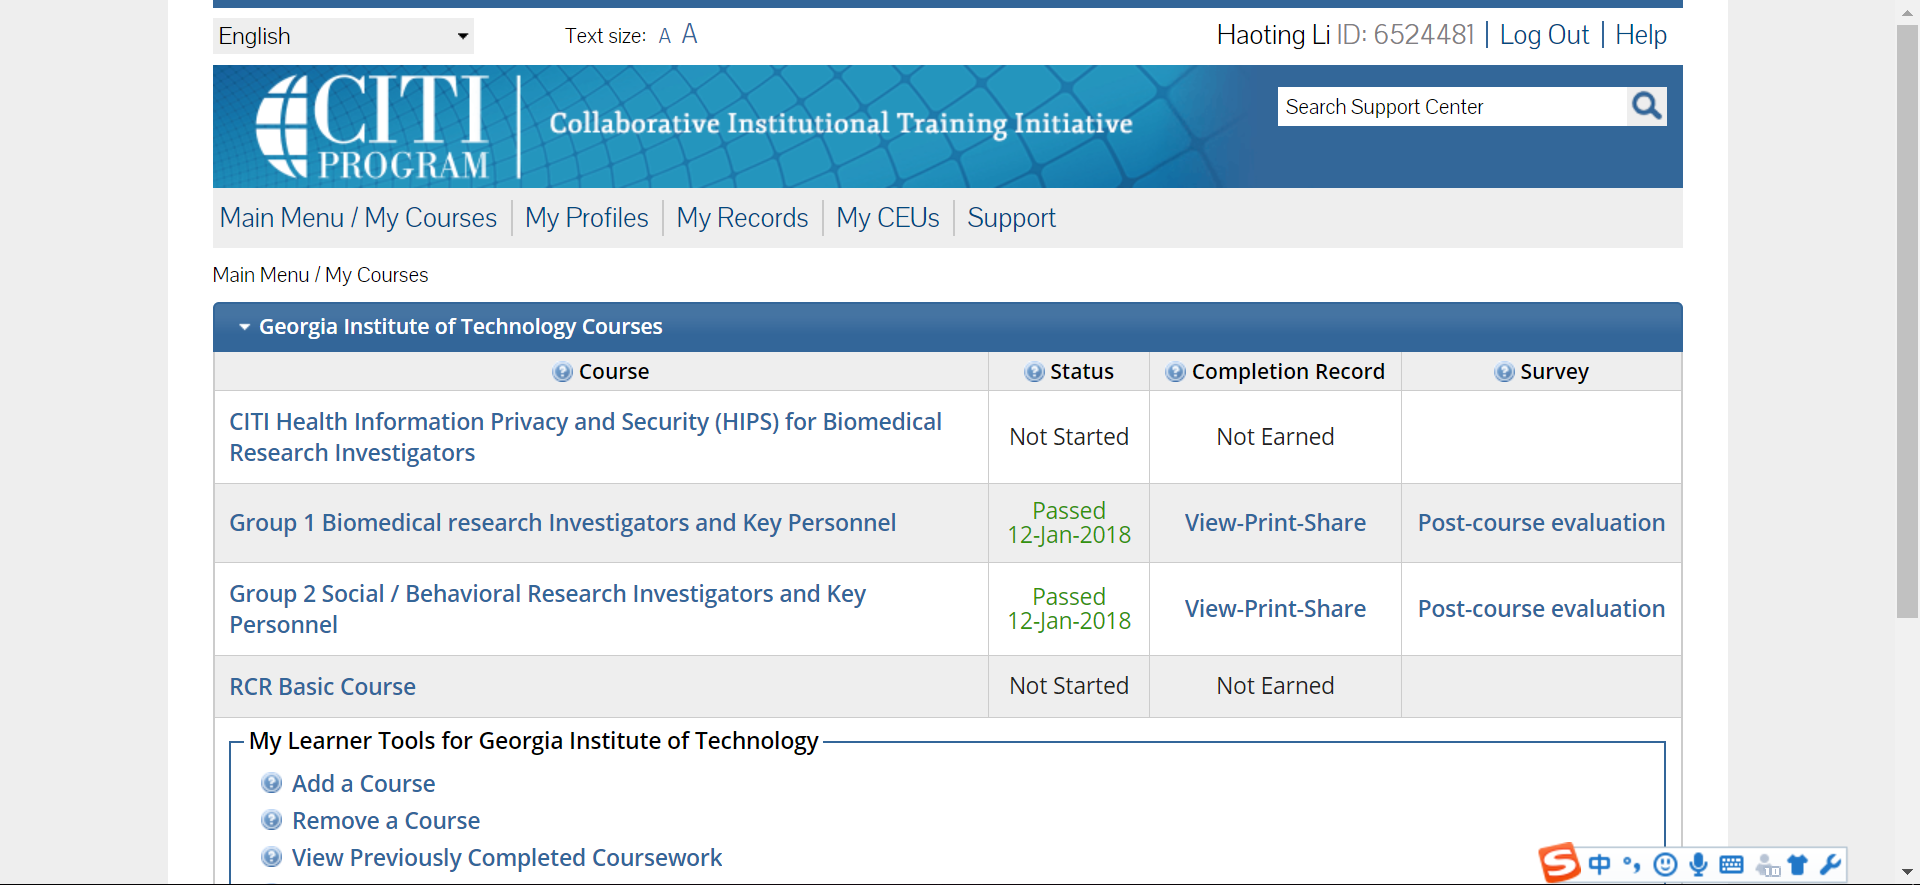 English
Text size: A A
Haoting Li ID: 6524481 | Log Out | Help
CITI
PROGRAM
Collaborative Institutional Training Initiative
Search Support Center
Main Menu / My Courses
My Profiles
My Records
My CEUs
Support
Main Menu / My Courses
Georgia Institute of Technology Courses
Course
Status
Completion Record
Survey
CITI Health Information Privacy and Security (HIPS) for Biomedical
Research Investigators
Not Started
Not Earned
Group 1 Biomedical research Investigators and Key Personnel
Passed
12-Jan-2018
View-Print-Share
Post-course evaluation
Group 2 Social / Behavioral Research Investigators and Key
Personnel
Passed
12-Jan-2018
View-Print-Share
Post-course evaluation
RCR Basic Course
Not Started
Not Earned
My Learner Tools for Georgia Institute of Technology
Add a Course
Remove a Course
View Previously Completed Coursework
中